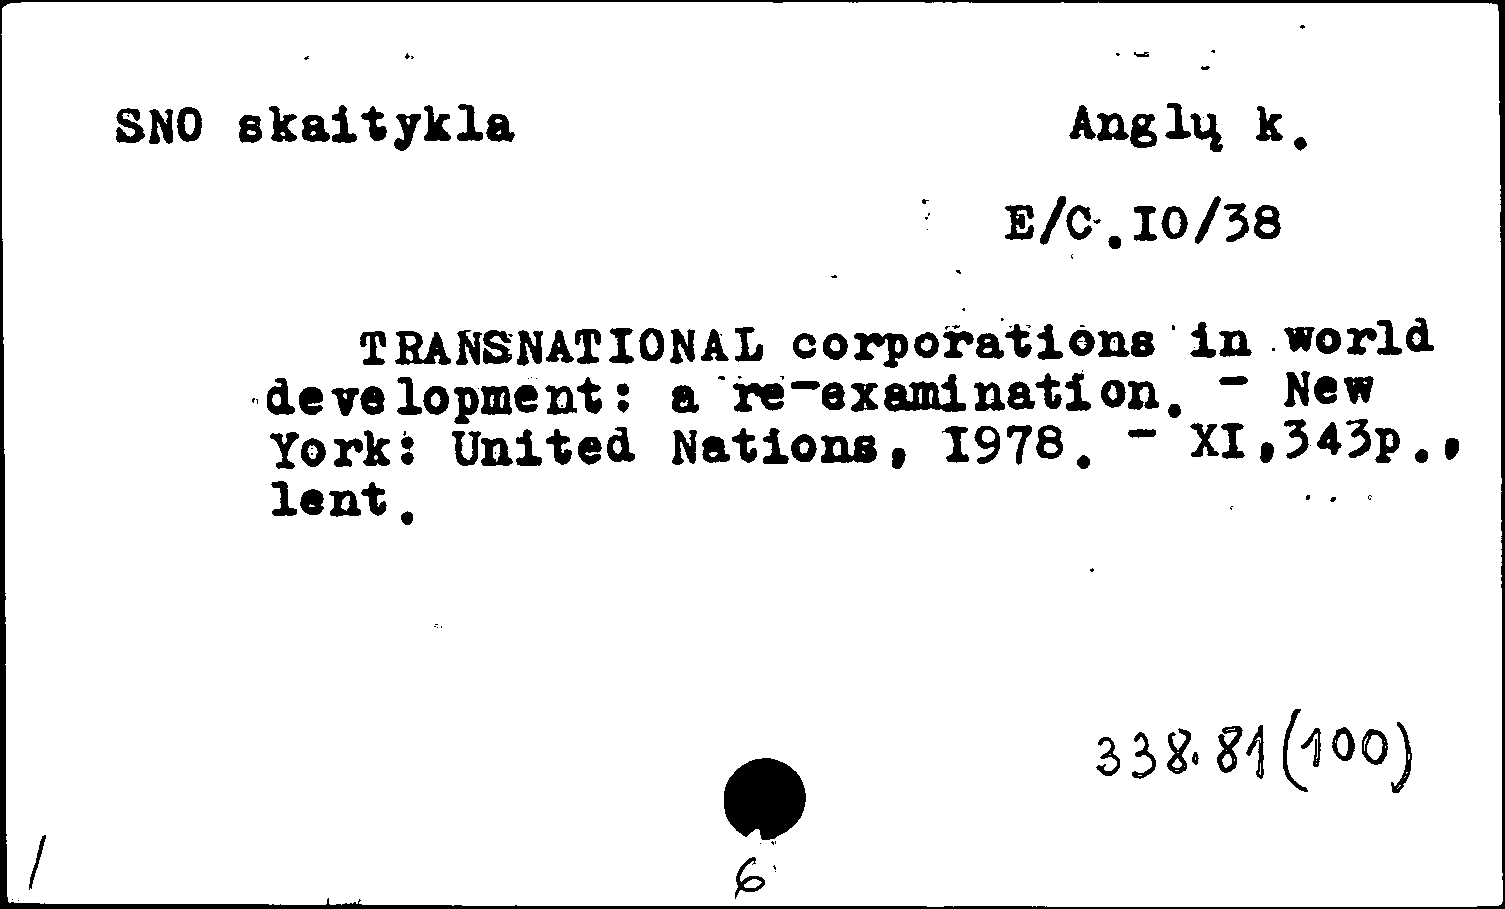 SNO skaitykla Anglų k.
E/C.IO/38
TRANSNATIONAL corporations in world
development: a re-examination. - New
York: United Nations, I978. - XI,343p.,
lent.
338.81(100)
/ 6